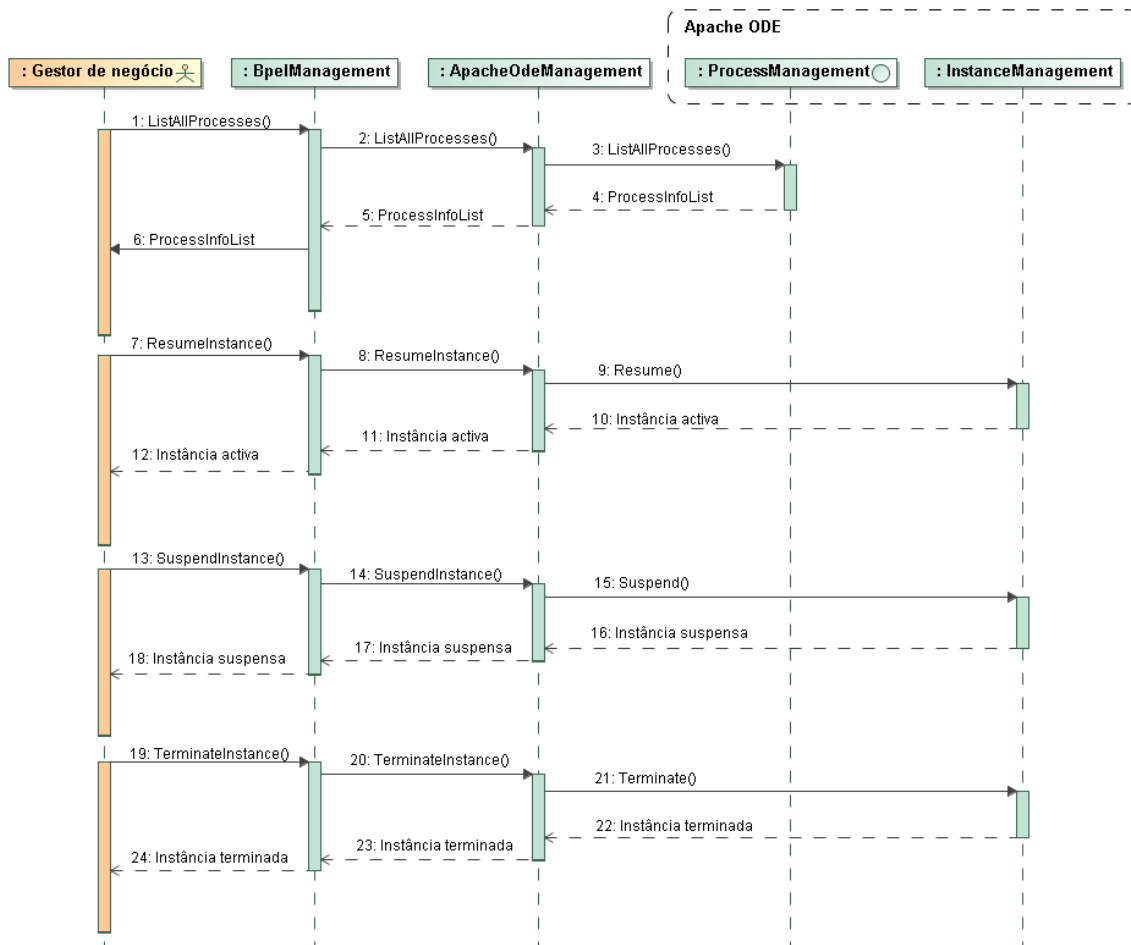 Apache ODE
: Gestor de negócio
: BpelManagement
: ApacheOdeManagement
: ProcessManagement
: InstanceManagement
1: ListAllProcesses()
2: ListAllProcesses()
3: ListAllProcesses()
4: ProcessInfoList
5: ProcessInfoList
6: ProcessInfoList
7: ResumeInstance()
8: ResumeInstance()
9: Resume()
10: Instância activa
11: Instância activa
12: Instância activa
13: SuspendInstance()
14: SuspendInstance()
15: Suspend()
16: Instância suspensa
17: Instância suspensa
18: Instância suspensa
19: TerminateInstance()
20: TerminateInstance()
21: Terminate()
22: Instância terminada
23: Instância terminada
24: Instância terminada